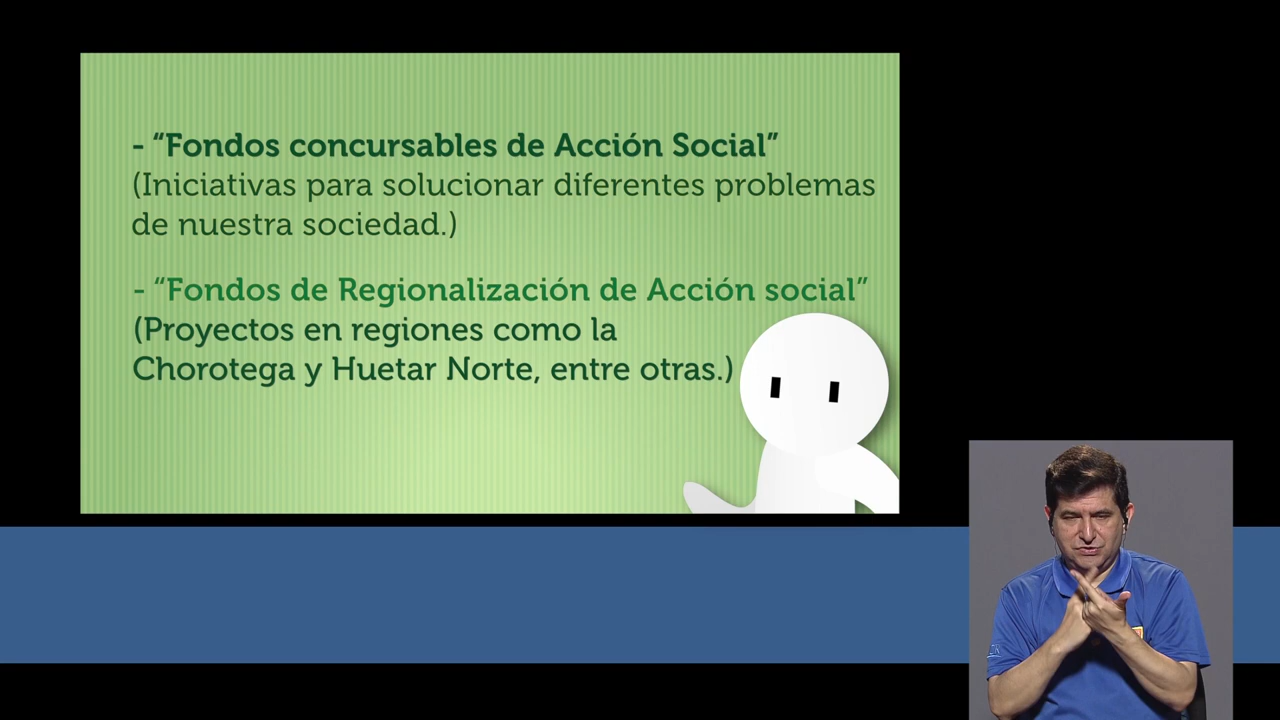 - “Fondos concursables de Acción Social”
(Iniciativas para solucionar diferentes problemas
de nuestra sociedad.)
- “Fondos de Regionalización de Acción social”
(Proyectos en regiones como la
Chorotega y Huetar Norte, entre otras.)